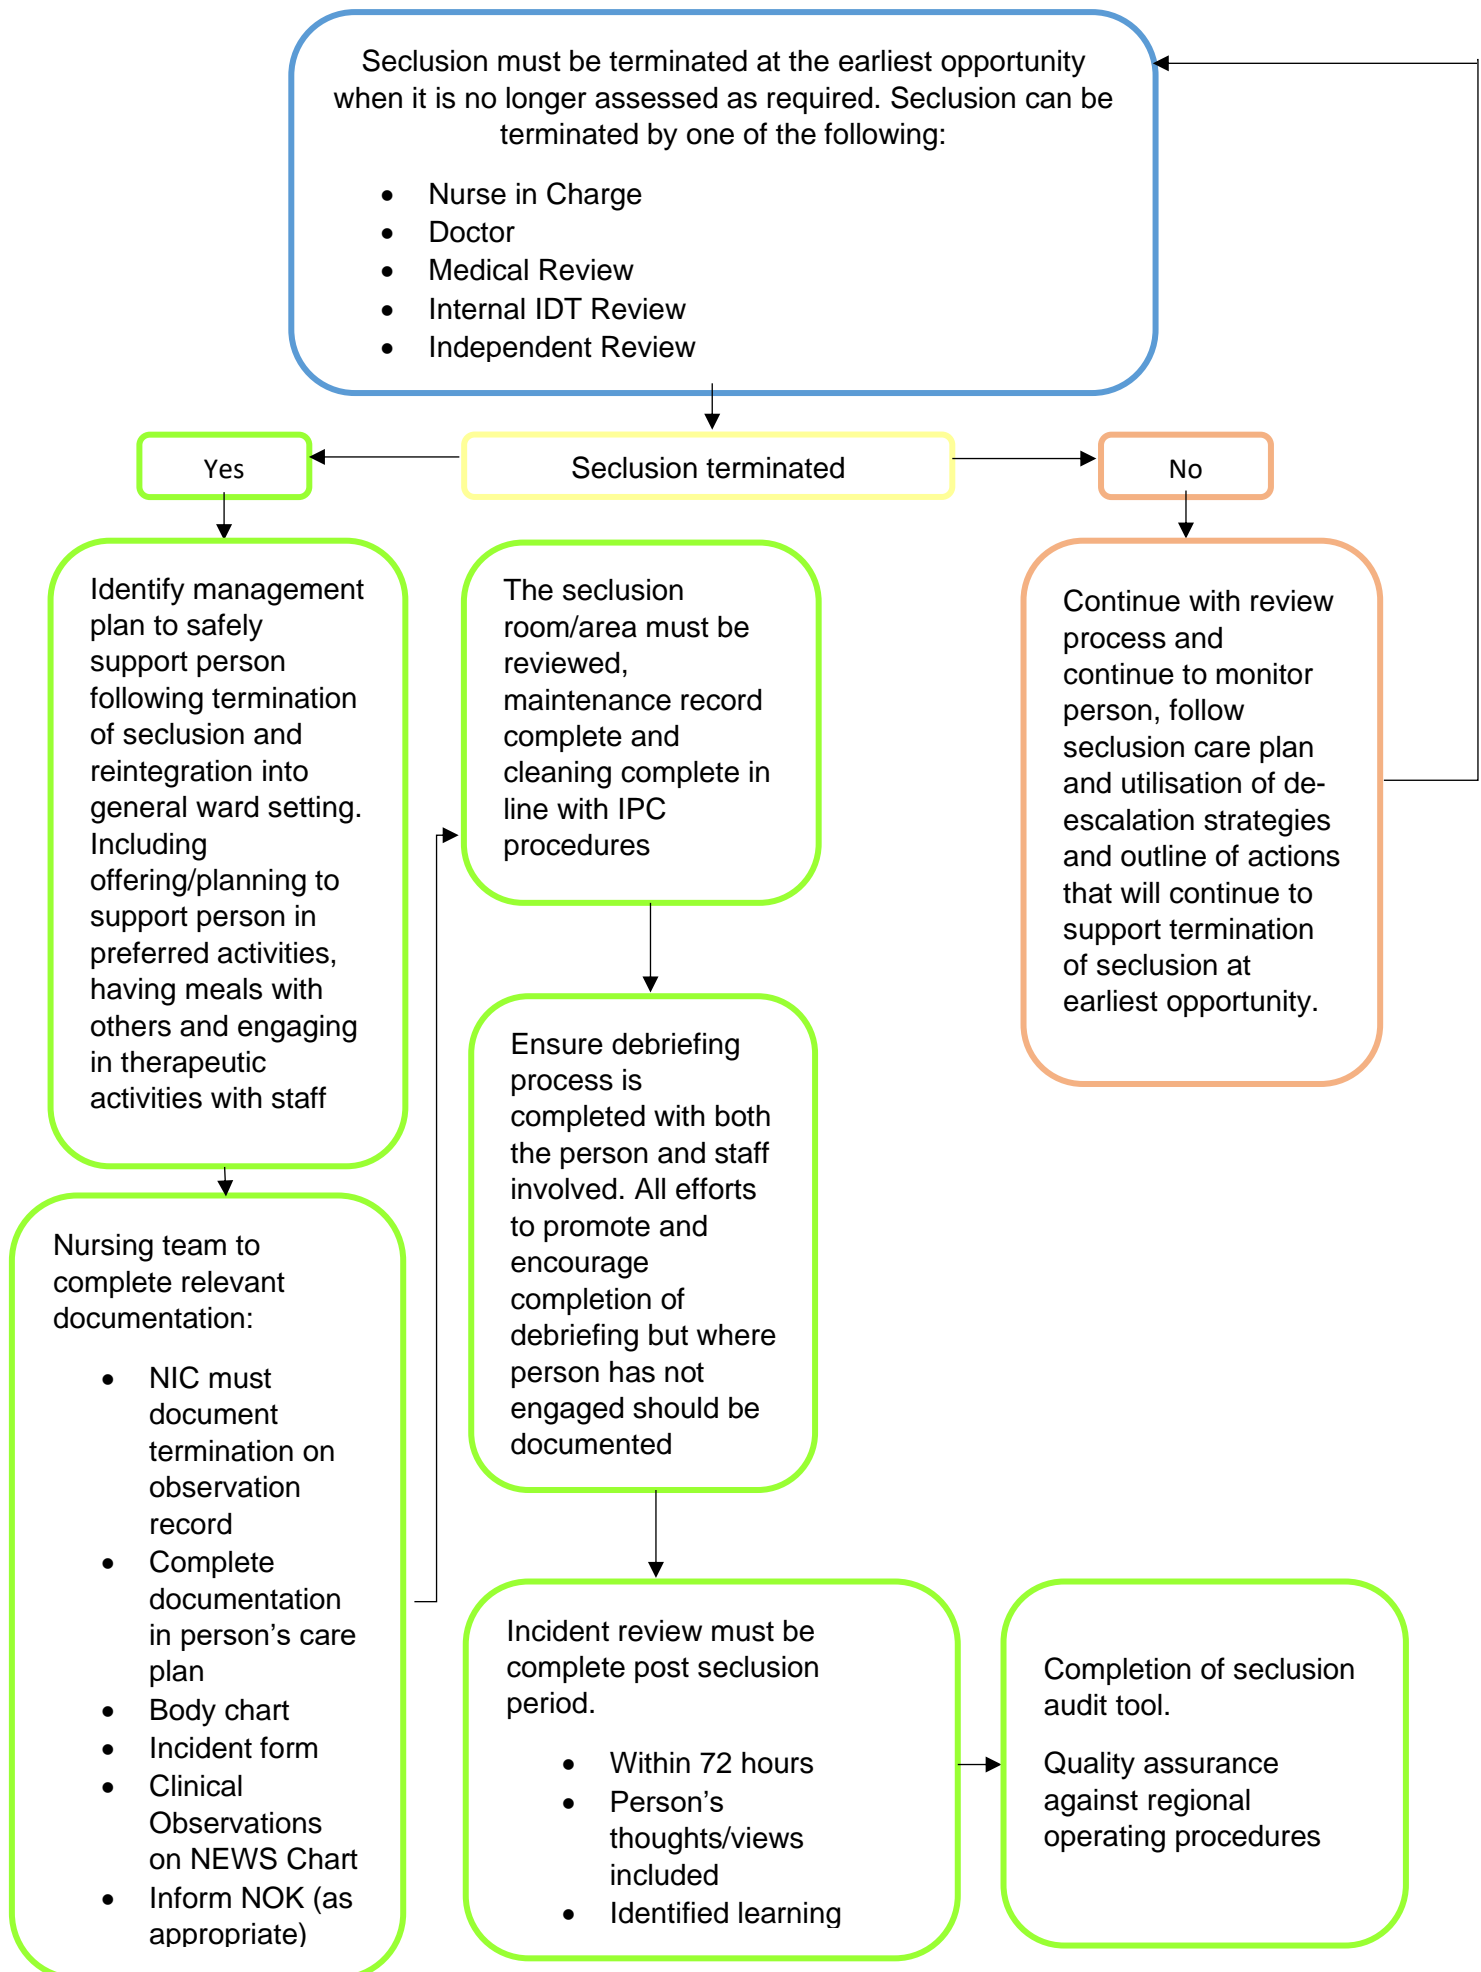 Seclusion must be terminated at the earliest opportunity
when it is no longer assessed as required. Seclusion can be
terminated by one of the following:
• Nurse in Charge
• Doctor
• Medical Review
• Internal IDT Review
• Independent Review
Yes
Seclusion terminated
No
Identify management
plan to safely
support person
following termination
of seclusion and
reintegration into
general ward setting.
Including
offering/planning to
support person in
preferred activities,
having meals with
others and engaging
in therapeutic
activities with staff
Nursing team to
complete relevant
documentation:
• NIC must
document
termination on
observation
record
• Complete
documentation
in person’s care
plan
• Body chart
• Incident form
• Clinical
Observations
on NEWS Chart
• Inform NOK (as
appropriate)
The seclusion
room/area must be
reviewed,
maintenance record
complete and
cleaning complete in
line with IPC
procedures
Ensure debriefing
process is
completed with both
the person and staff
involved. All efforts
to promote and
encourage
completion of
debriefing but where
person has not
engaged should be
documented
Incident review must be
complete post seclusion
period.
• Within 72 hours
• Person’s
thoughts/views
included
• Identified learning
Completion of seclusion
audit tool.
Quality assurance
against regional
operating procedures
Continue with review
process and
continue to monitor
person, follow
seclusion care plan
and utilisation of de-
escalation strategies
and outline of actions
that will continue to
support termination
of seclusion at
earliest opportunity.